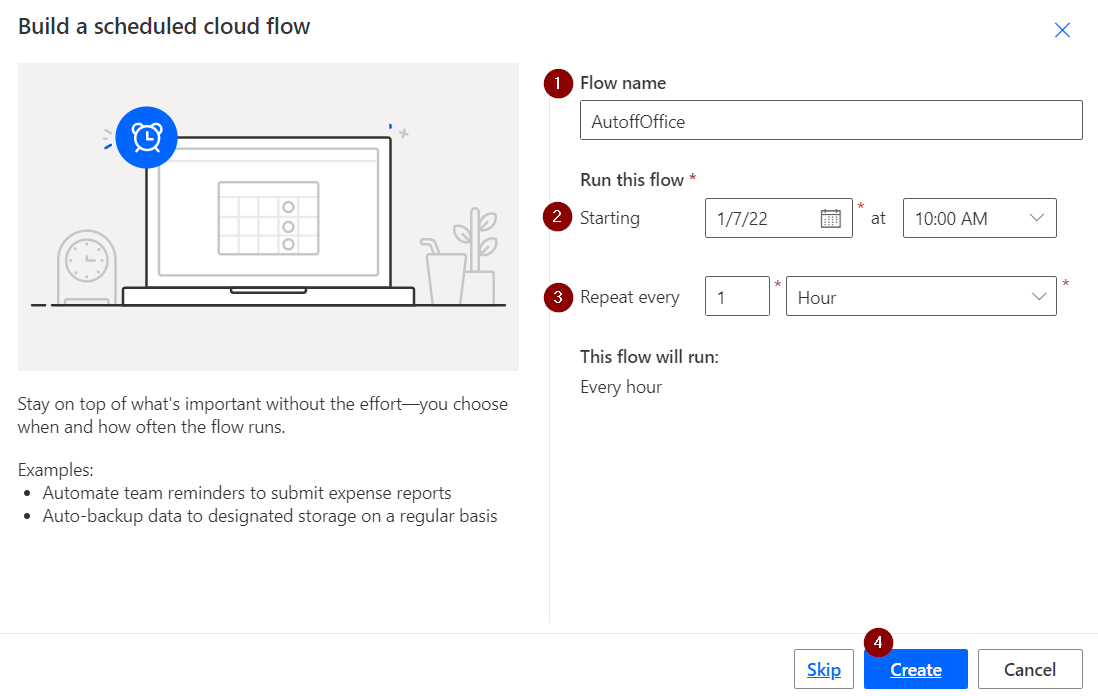 Build a scheduled cloud flow
Stay on top of what's important without the effort—you choose
when and how often the flow runs.
Examples:
• Automate team reminders to submit expense reports
• Auto-backup data to designated storage on a regular basis
1 Flow name
AutoffOffice
Run this flow *
2 Starting 1/7/22 * at 10:00 AM
3 Repeat every 1 * Hour *
This flow will run:
Every hour
4
Skip Create Cancel